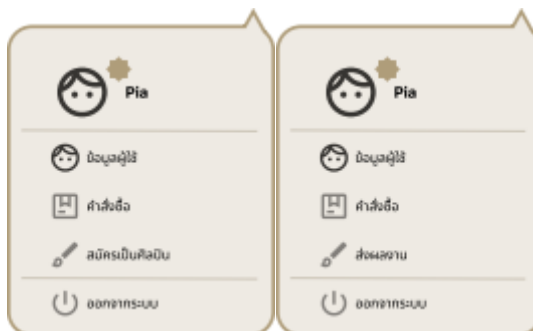 Pia
ข้อมูลผู้ใช้
คำสั่งซื้อ
สมัครเป็นศิลปิน
ออกจากระบบ
Pia
ข้อมูลผู้ใช้
คำสั่งซื้อ
ส่งผลงาน
ออกจากระบบ